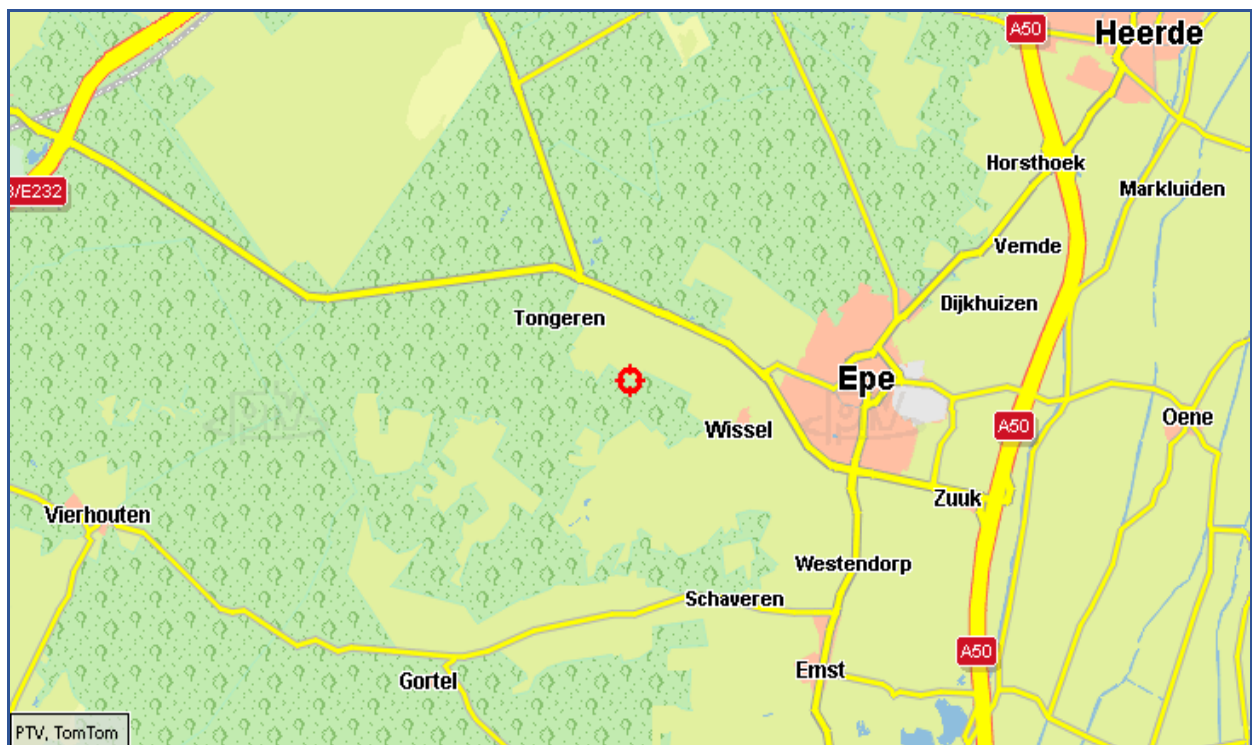 A50
Heerde
Horsthoek
3/E232
Markluiden
Vemde
Dijkhuizen
Tongeren
Epe
Wissel
A50
Oene
Zuuk
Vierhouten
Westendorp
Schaveren
A50
Emst
Gortel
PTV, TomTom